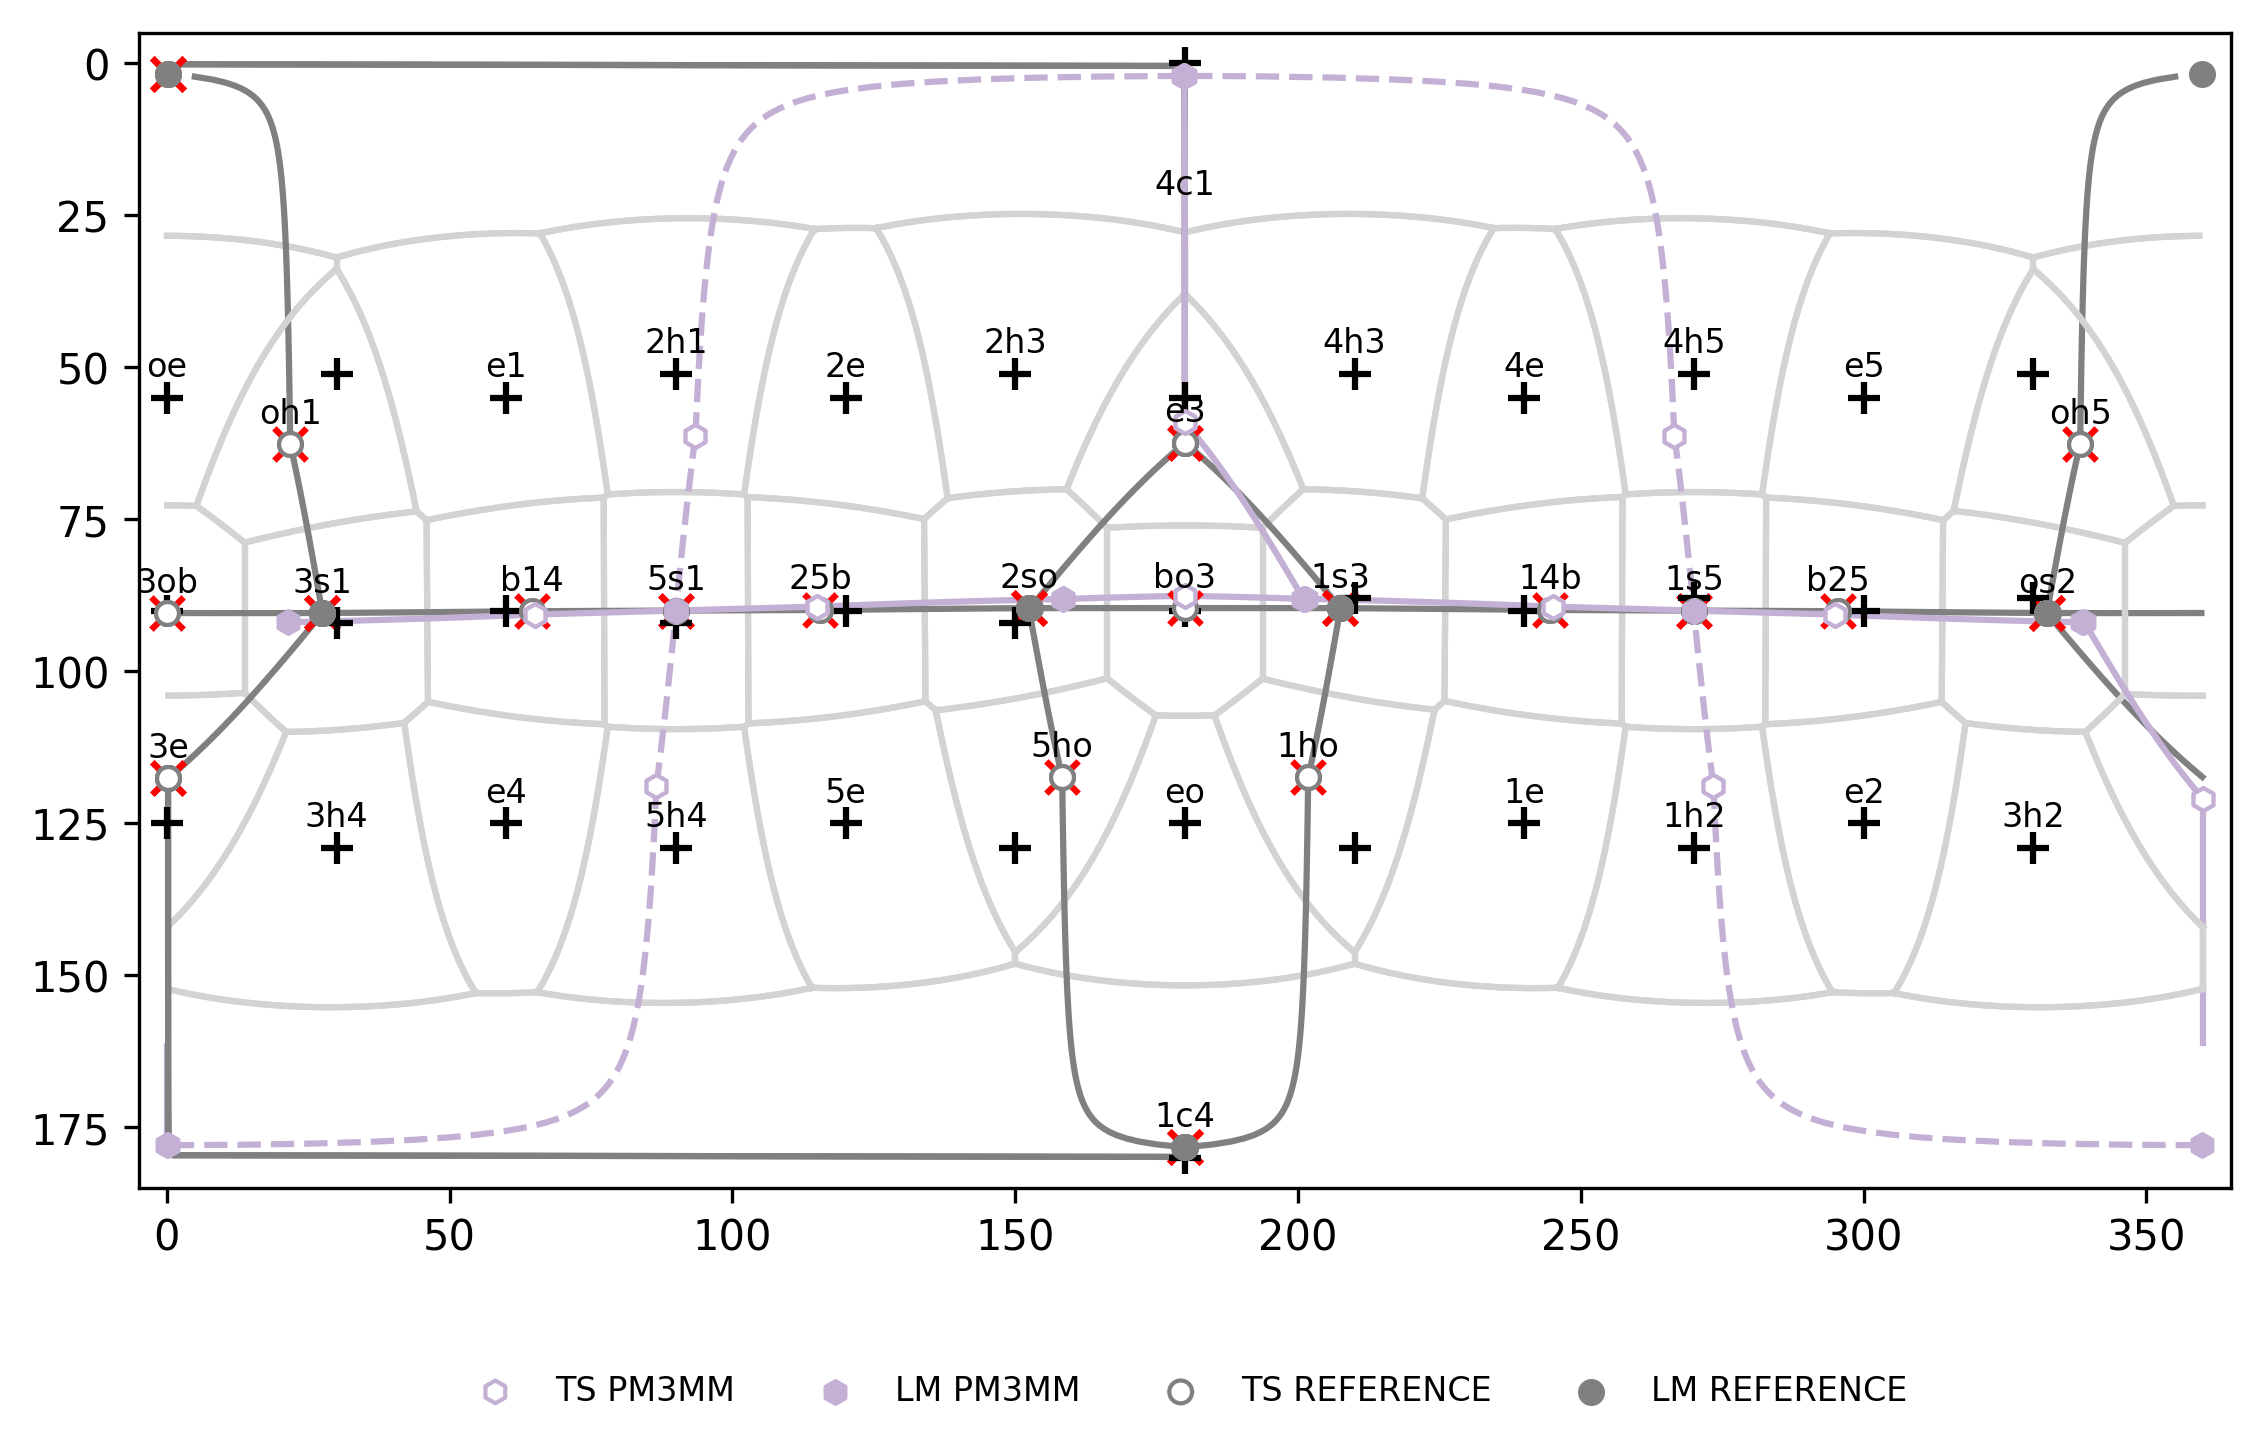 0
4c1
25
2h1 2h3 4h3 4h5
oe e1 2e 4e e5
50
oh1 e3 oh5
75
3ob 3s1 b14 5s1 25b 2so bo3 1s3 14b 1s5 b25 os2
100
3e 5ho 1ho
e4 5e eo 1e e2
125
3h4 5h4 1h2 3h2
150
1c4
175
0 50 100 150 200 250 300 350
TS PM3MM LM PM3MM TS REFERENCE LM REFERENCE